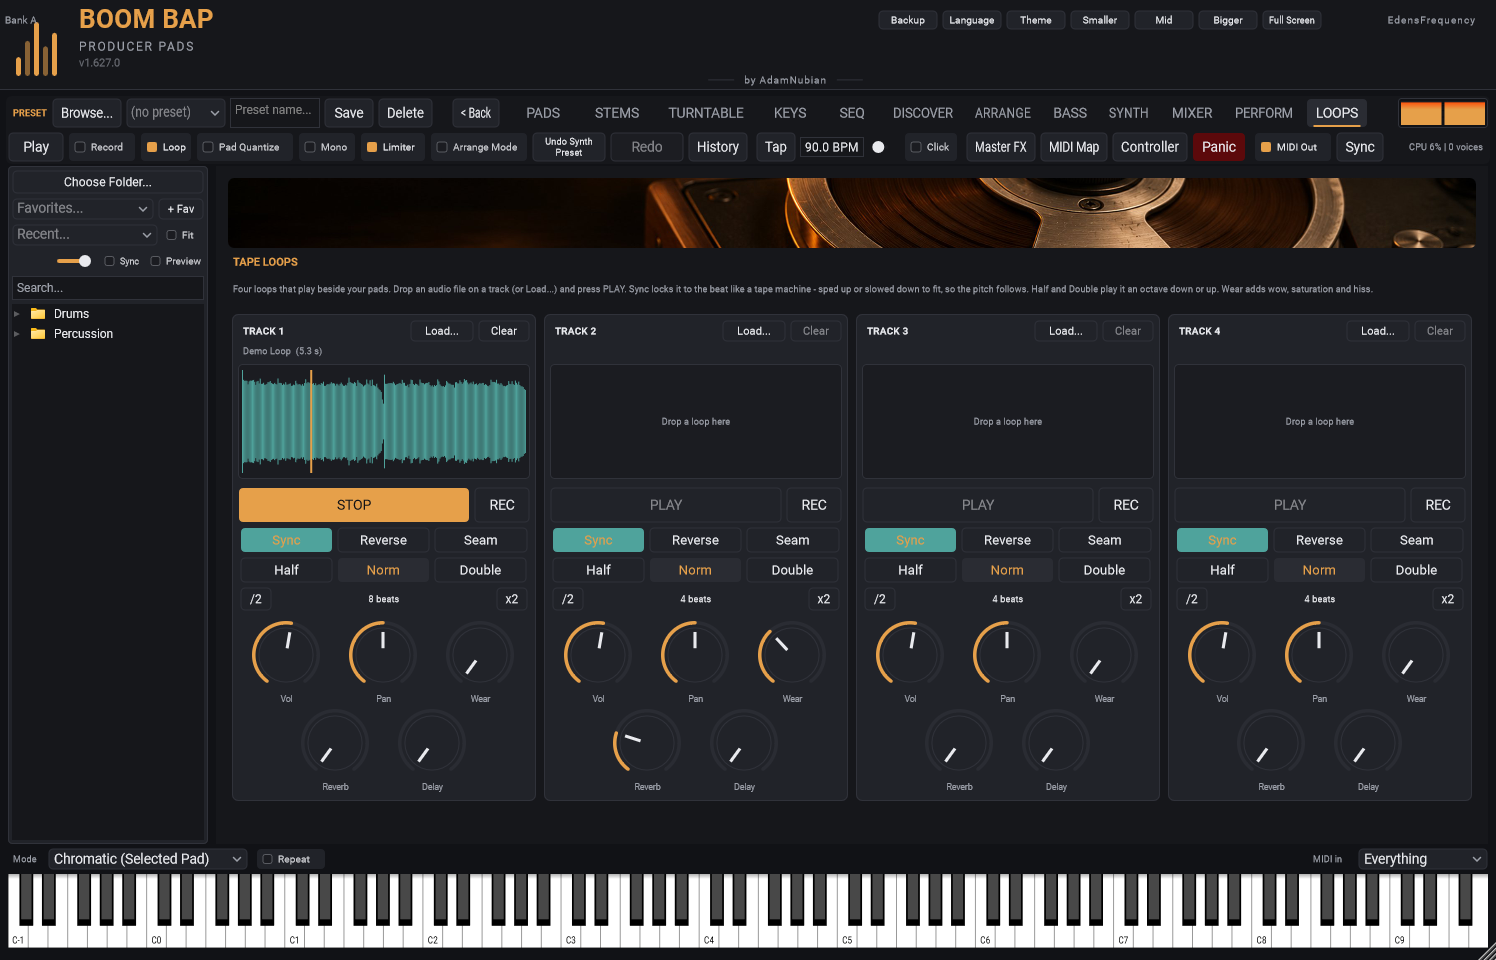 Bank A
BOOM BAP
PRODUCER PADS
v1.627.0
Backup Language Theme Smaller Mid Bigger Full Screen
EdensFrequency
by AdamNubian
PRESET Browse... (no preset) Preset name... Save Delete < Back PADS STEMS TURNTABLE KEYS SEQ DISCOVER ARRANGE BASS SYNTH MIXER PERFORM LOOPS
Play Record Loop Pad Quantize Mono Limiter Arrange Mode Undo Synth Preset Redo History Tap 90.0 BPM Click Master FX MIDI Map Controller Panic MIDI Out Sync CPU 6% | 0 voices
Choose Folder...
Favorites... + Fav
Recent... Fit
Sync Preview
Search...
Drums
Percussion
TAPE LOOPS
Four loops that play beside your pads. Drop an audio file on a track (or Load...) and press PLAY. Sync locks it to the beat like a tape machine - sped up or slowed down to fit, so the pitch follows. Half and Double play it an octave down or up. Wear adds wow, saturation and hiss.
TRACK 1 Load... Clear
Demo Loop (5.3 s)
STOP REC
Sync Reverse Seam
Half Norm Double
/2 8 beats x2
Vol Pan Wear
Reverb Delay
TRACK 2 Load... Clear
Drop a loop here
PLAY REC
Sync Reverse Seam
Half Norm Double
/2 4 beats x2
Vol Pan Wear
Reverb Delay
TRACK 3 Load... Clear
Drop a loop here
PLAY REC
Sync Reverse Seam
Half Norm Double
/2 4 beats x2
Vol Pan Wear
Reverb Delay
TRACK 4 Load... Clear
Drop a loop here
PLAY REC
Sync Reverse Seam
Half Norm Double
/2 4 beats x2
Vol Pan Wear
Reverb Delay
Mode Chromatic (Selected Pad) Repeat MIDI in Everything
C-1 C0 C1 C2 C3 C4 C5 C6 C7 C8 C9